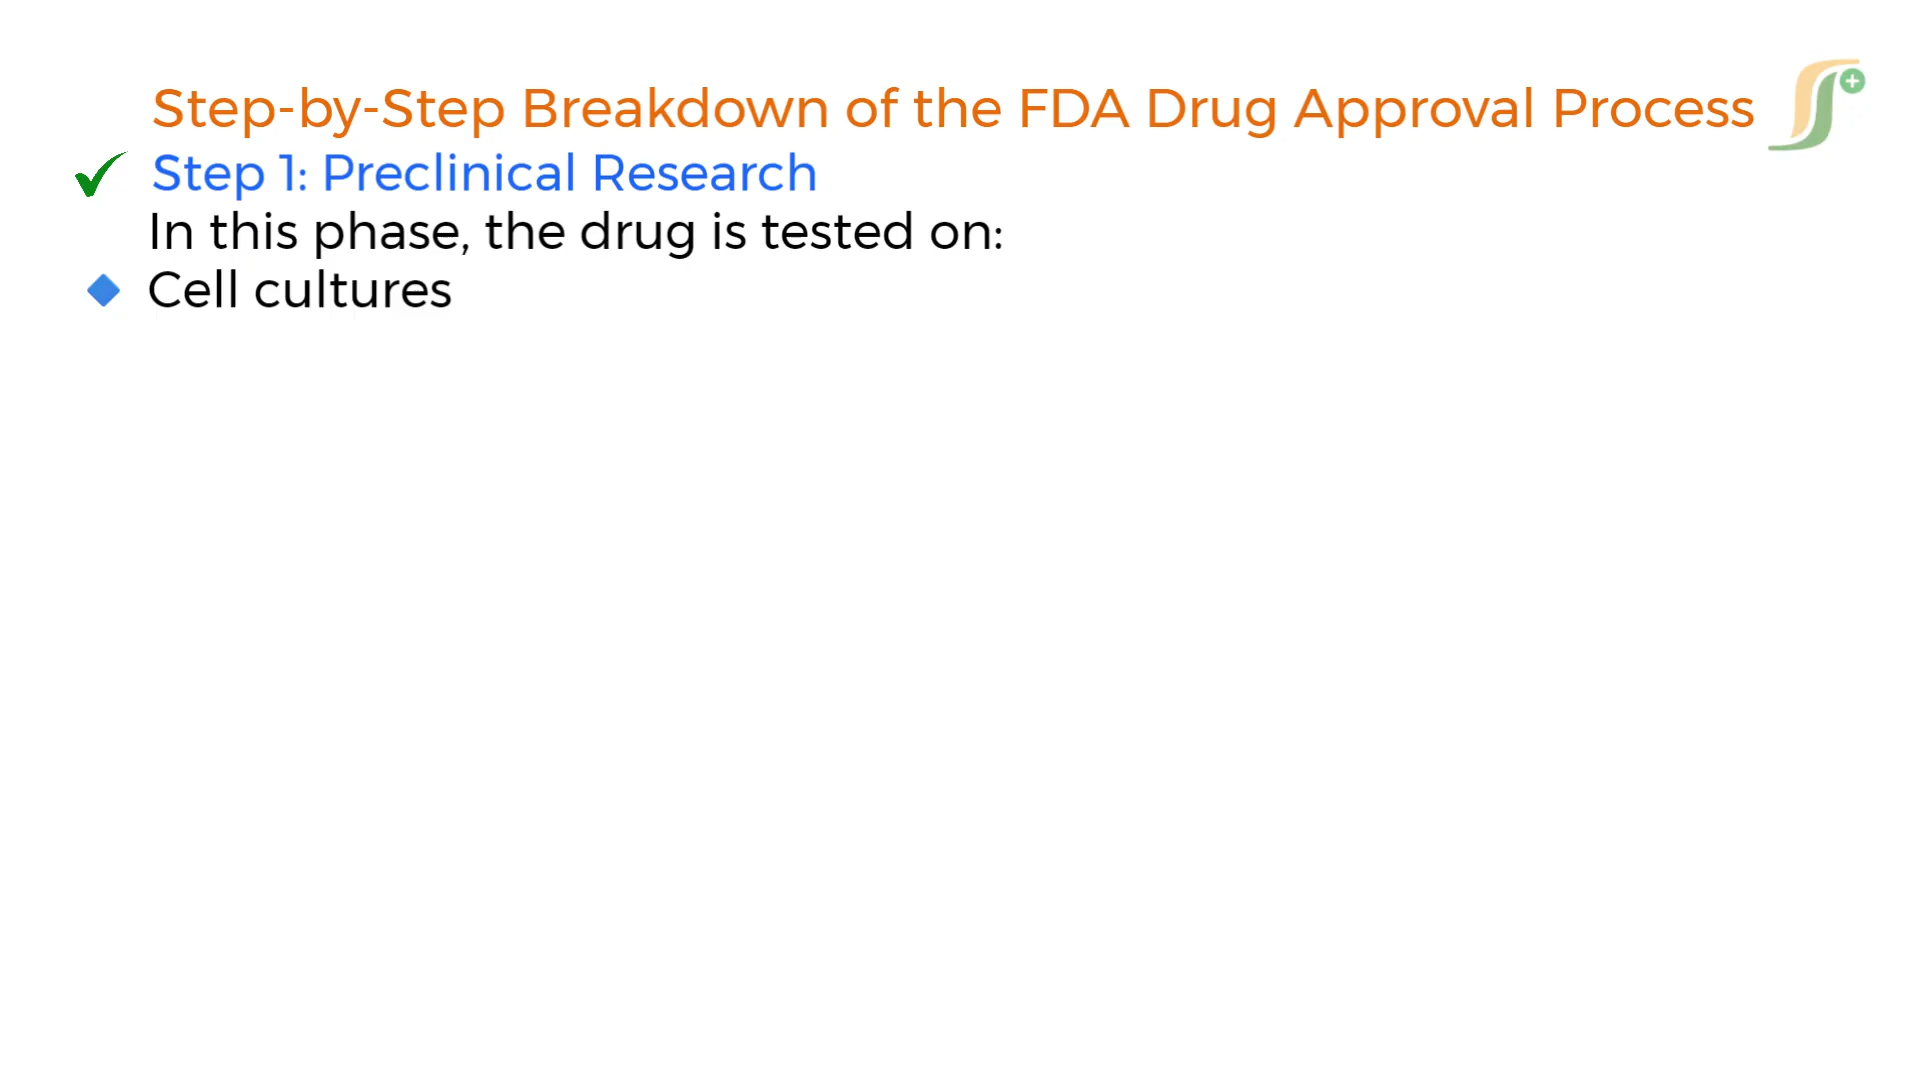 Step-by-Step Breakdown of the FDA Drug Approval Process
Step 1: Preclinical Research
In this phase, the drug is tested on:
Cell cultures